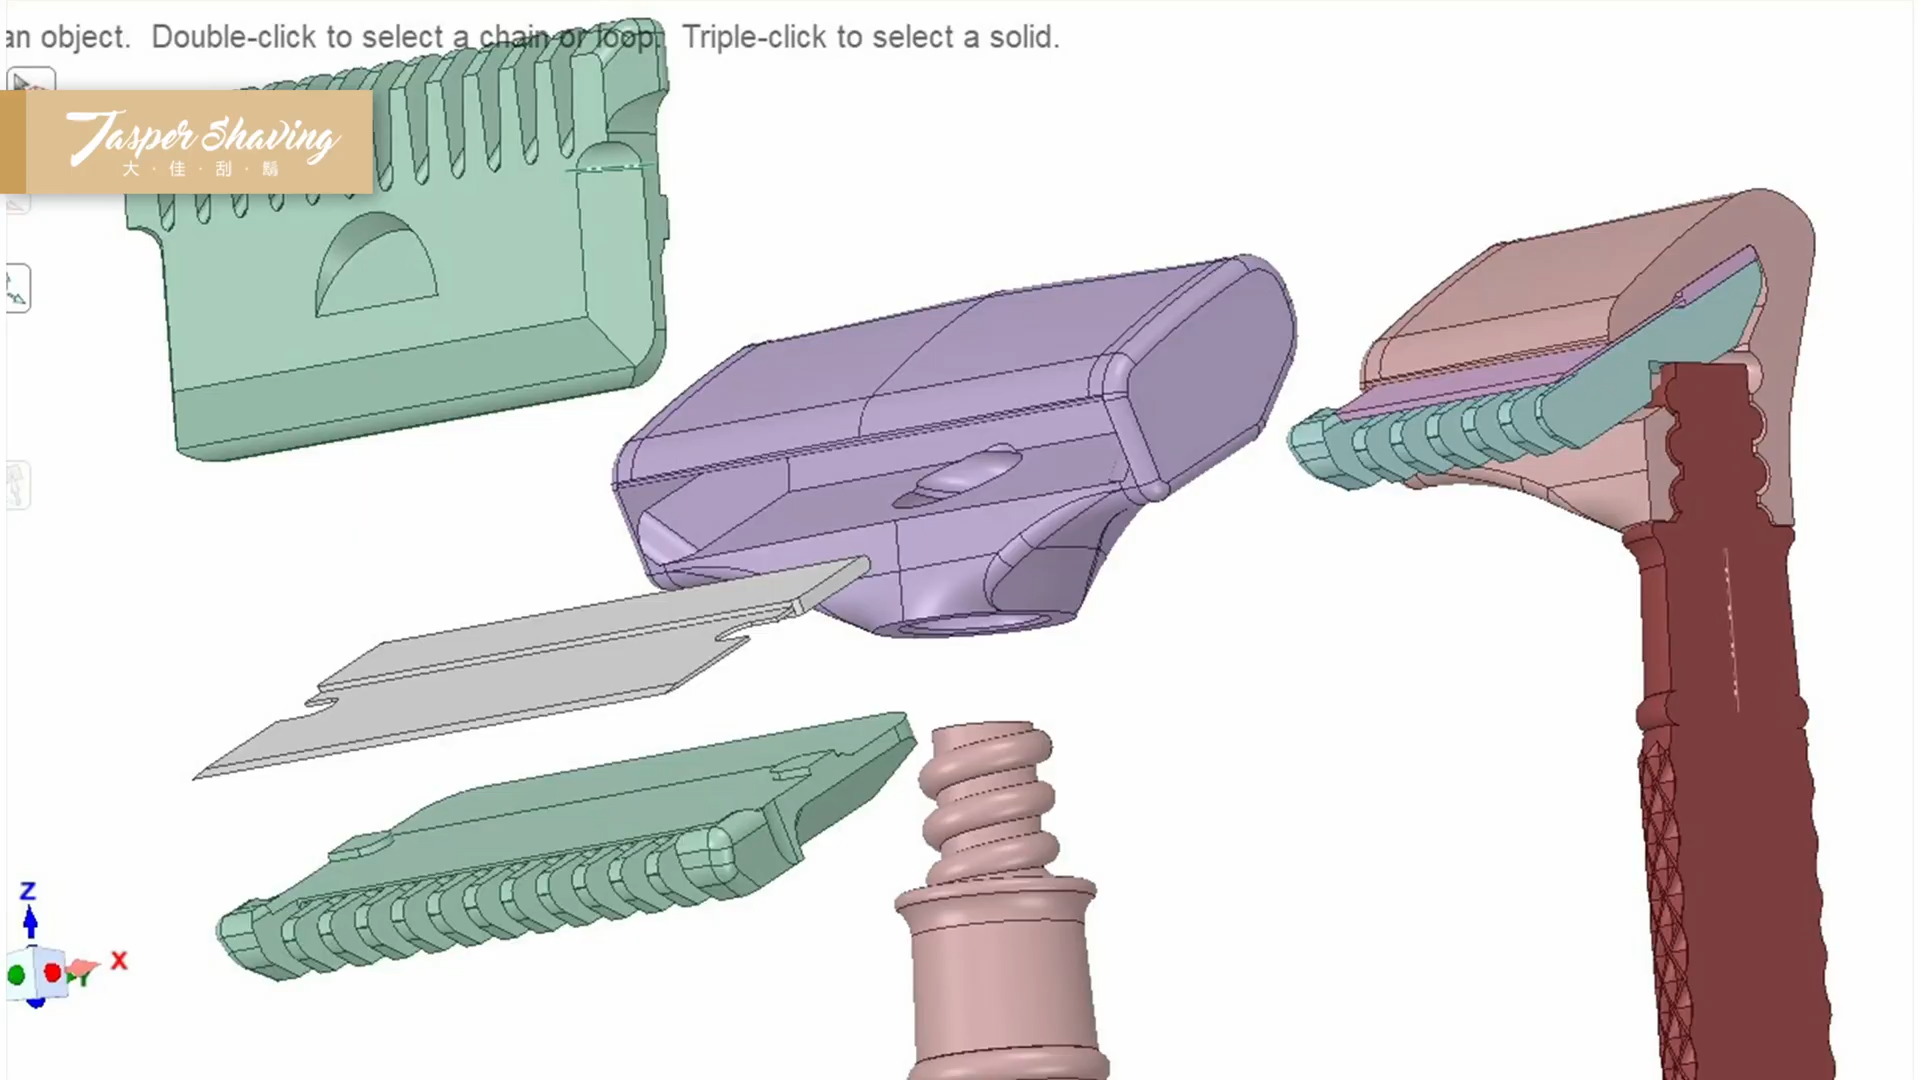 an object. Double-click to select a chain or loop. Triple-click to select a solid.
Jasper Shaving
大·佳·刮·鬍
Z
X
Y